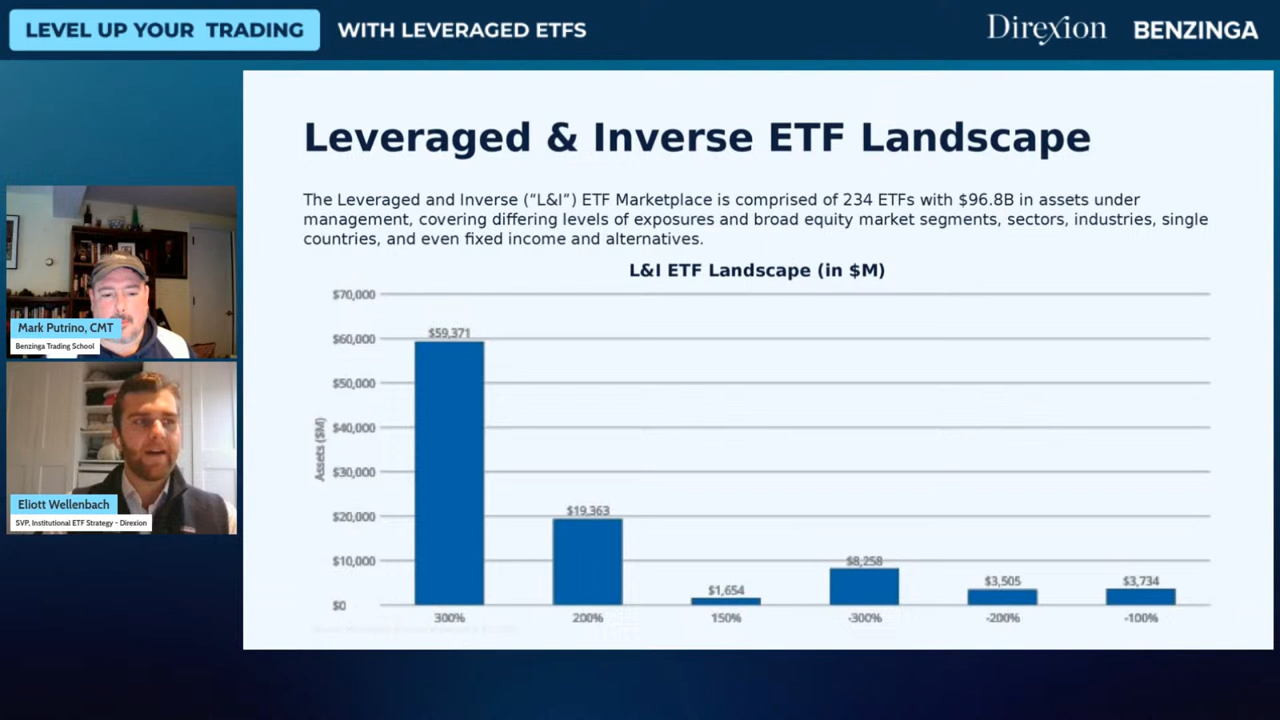 LEVEL UP YOUR TRADING WITH LEVERAGED ETFS
Direxion BENZINGA
Leveraged & Inverse ETF Landscape
The Leveraged and Inverse (“L&I”) ETF Marketplace is comprised of 234 ETFs with $96.8B in assets under
management, covering differing levels of exposures and broad equity market segments, sectors, industries, single
countries, and even fixed income and alternatives.
Mark Putrino, CMT
Benzinga Trading School
Eliott Wellenbach
SVP, Institutional ETF Strategy - Direxion
L&I ETF Landscape (in $M)
Assets ($M)
$70,000
$60,000
$50,000
$40,000
$30,000
$20,000
$10,000
$0
$59,371
$19,363
$1,654
$8,258
$3,505
$3,734
300% 200% 150% -300% -200% -100%